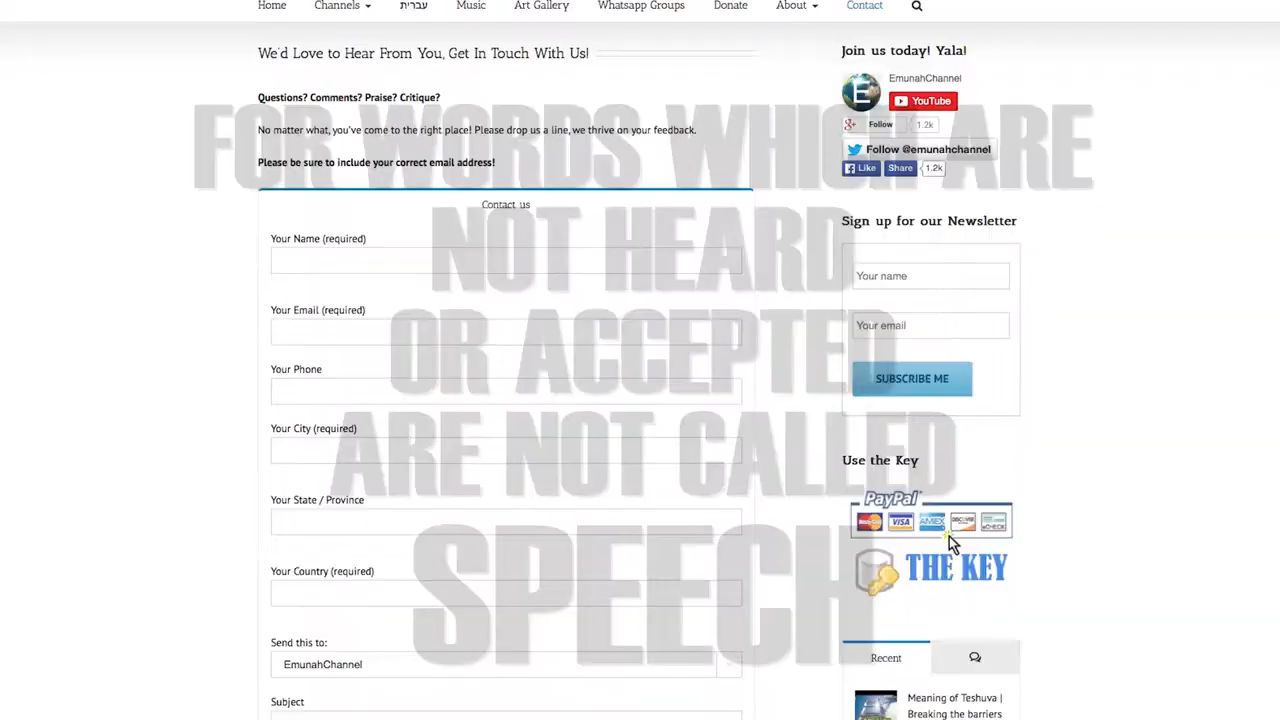 Home Channels עברית Music Art Gallery Whatsapp Groups Donate About Contact
We'd Love to Hear From You, Get In Touch With Us!
Questions? Comments? Praise? Critique?
No matter what, you've come to the right place! Please drop us a line, we thrive on your feedback.
Please be sure to include your correct email address!
Contact us
Your Name (required)
Your Email (required)
Your Phone
Your City (required)
Your State / Province
Your Country (required)
Send this to:
EmunahChannel
Subject
FOR WORDS WHICH ARE
NOT HEARD
OR ACCEPTED
ARE NOT CALLED
SPEECH
Join us today! Yala!
EmunahChannel
YouTube
Follow 1.2k
Follow @emunahchannel
Like Share 1.2k
Sign up for our Newsletter
Your name
Your email
SUBSCRIBE ME
Use the Key
PayPal
MasterCard VISA AMEX DISCOVER eCHECK
THE KEY
Recent
Meaning of Teshuva |
Breaking the barriers